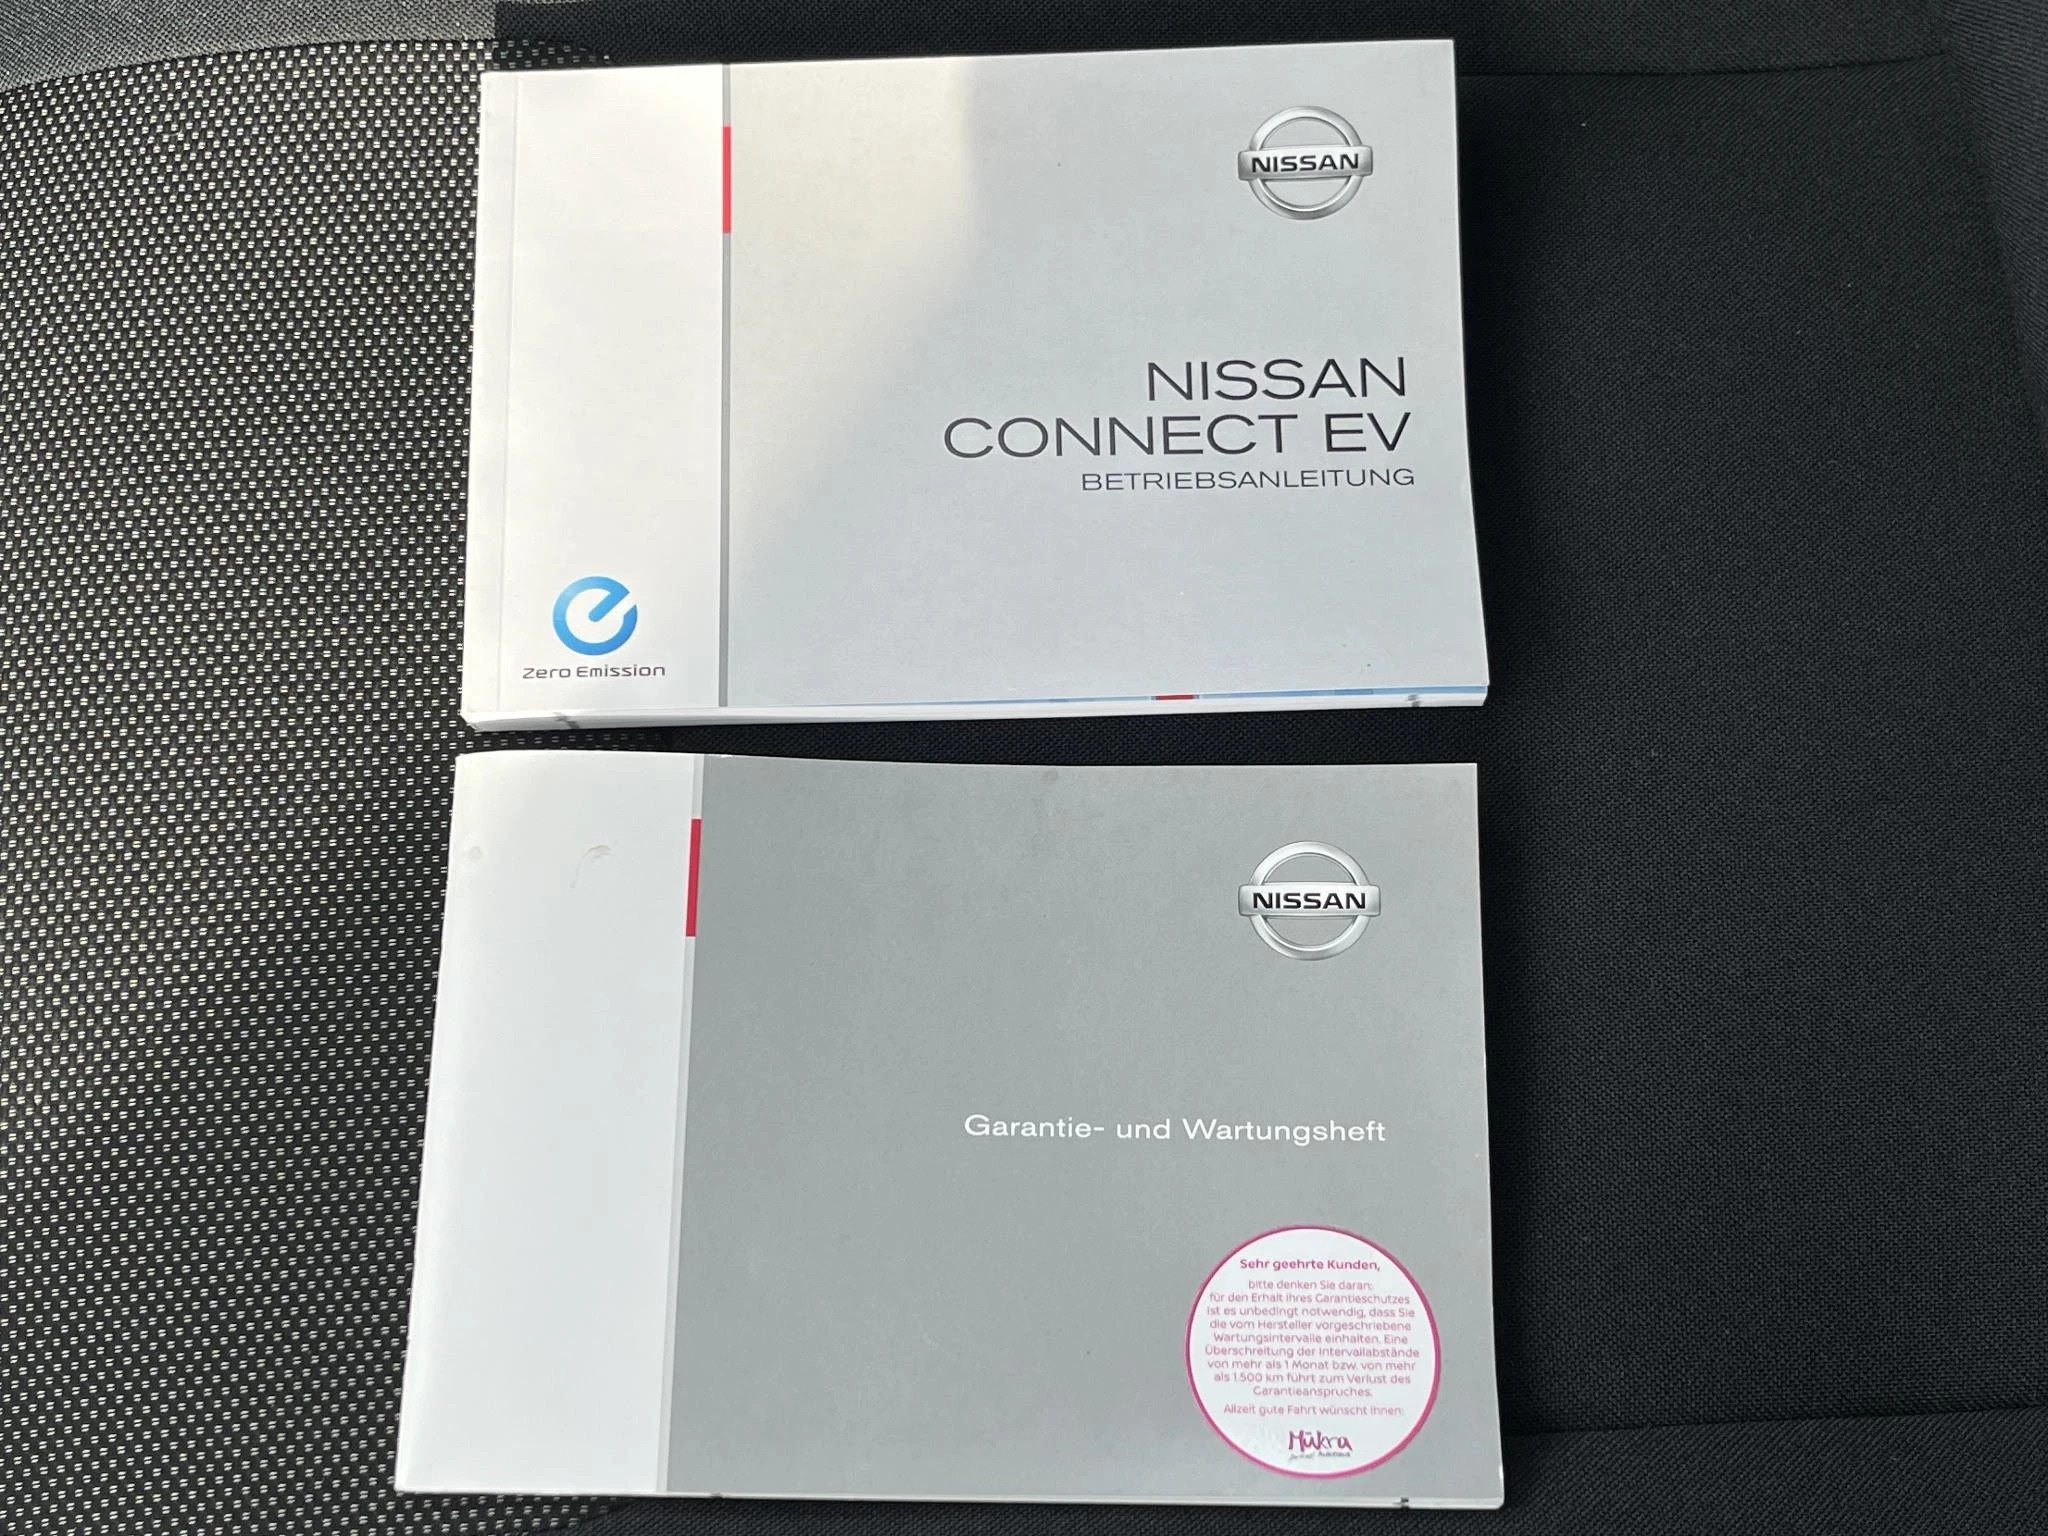 NISSAN
NISSAN
CONNECT EV
BETRIEBSANLEITUNG
Zero Emission
NISSAN
Garantie- und Wartungsheft
Sehr geehrte Kunden,
bitte denken Sie daran:
für den Erhalt Ihres Garantieschutzes
ist es unbedingt notwendig, dass Sie
die vom Hersteller vorgeschriebene
Wartungsintervalle einhalten. Eine
Überschreitung der Intervallabstände
von mehr als 1 Monat bzw. von mehr
als 1.500 km führt zum Verlust des
Garantieanspruches.
Allzeit gute Fahrt wünscht Ihnen:
Mükra
Autohaus